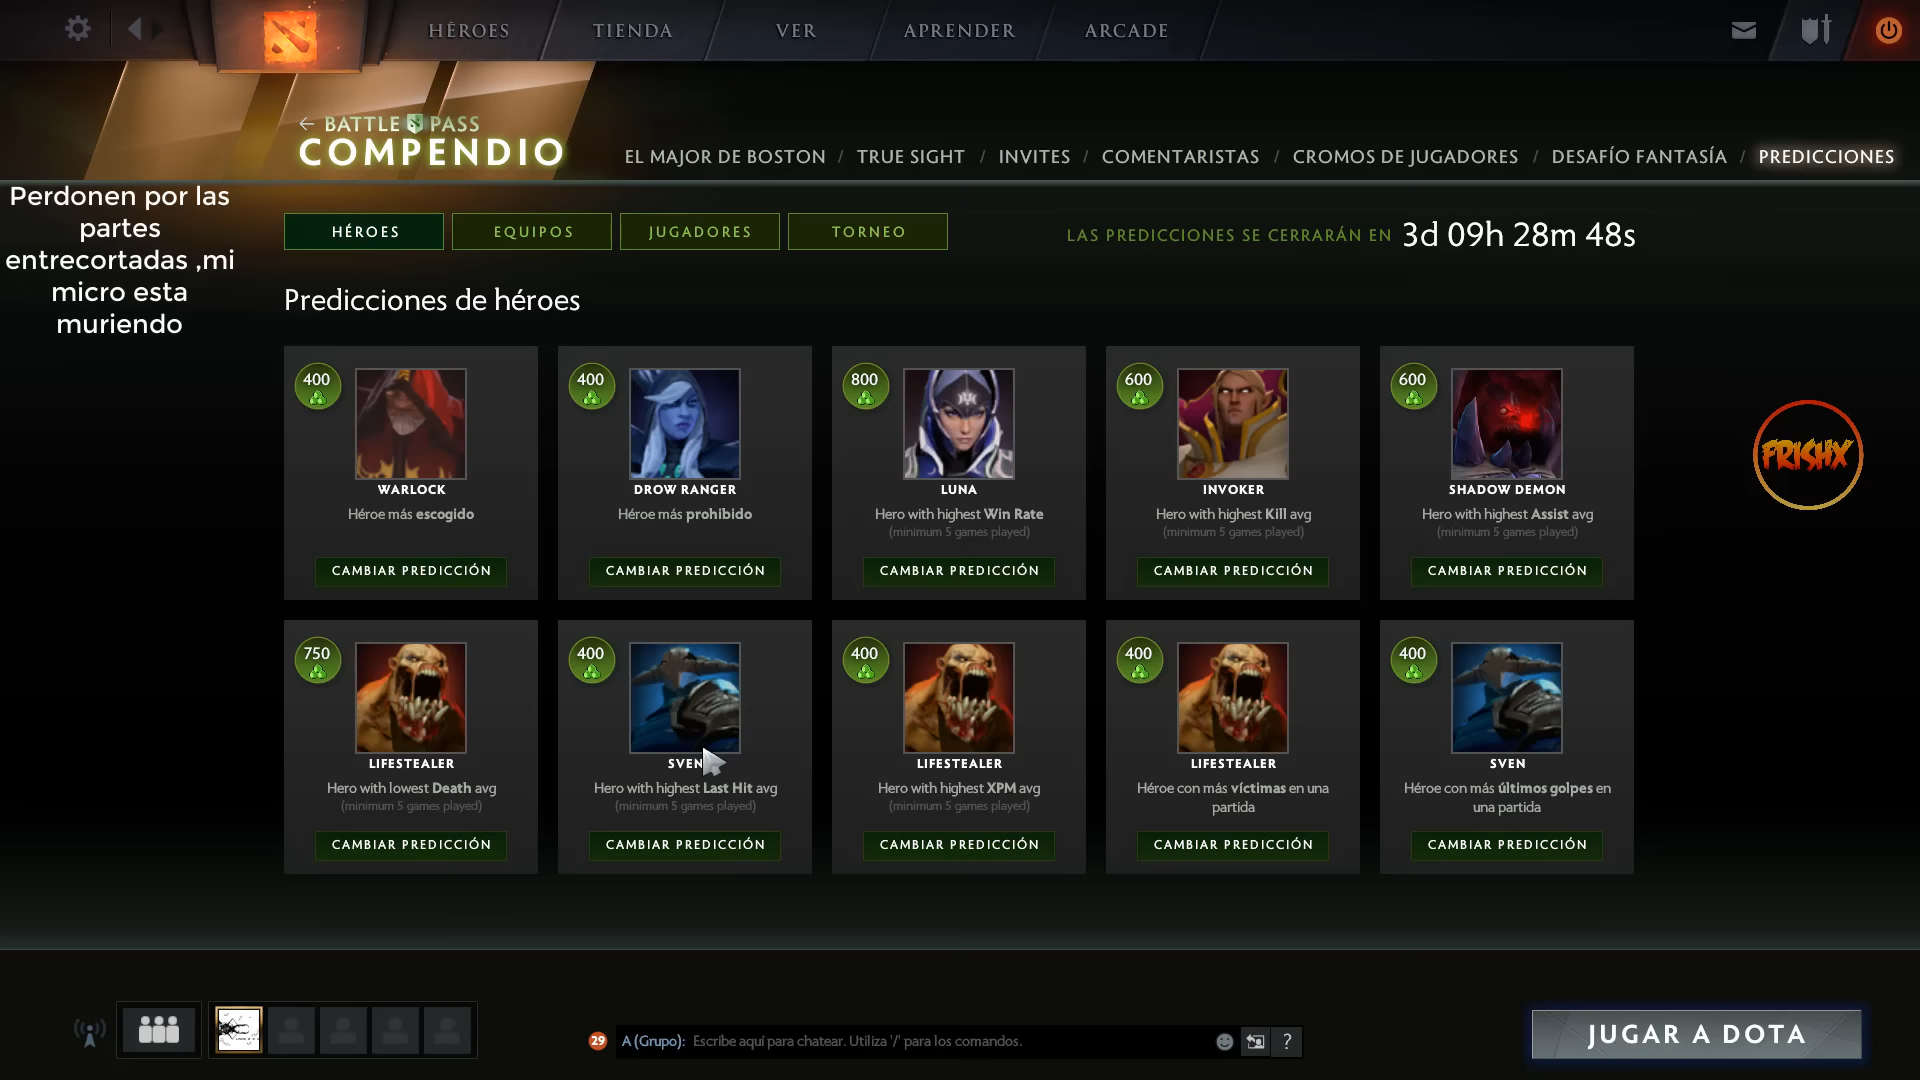 HÉROES
TIENDA
VER
APRENDER
ARCADE
← BATTLE PASS
COMPENDIO
EL MAJOR DE BOSTON / TRUE SIGHT / INVITES / COMENTARISTAS / CROMOS DE JUGADORES / DESAFÍO FANTASÍA / PREDICCIONES
Perdonen por las
partes
entrecortadas ,mi
micro esta
muriendo
HÉROES
EQUIPOS
JUGADORES
TORNEO
LAS PREDICCIONES SE CERRARÁN EN 3d 09h 28m 48s
Predicciones de héroes
400
WARLOCK
Héroe más escogido
CAMBIAR PREDICCIÓN
400
DROW RANGER
Héroe más prohibido
CAMBIAR PREDICCIÓN
800
LUNA
Hero with highest Win Rate
(minimum 5 games played)
CAMBIAR PREDICCIÓN
600
INVOKER
Hero with highest Kill avg
(minimum 5 games played)
CAMBIAR PREDICCIÓN
600
SHADOW DEMON
Hero with highest Assist avg
(minimum 5 games played)
CAMBIAR PREDICCIÓN
FRISHX
750
LIFESTEALER
Hero with lowest Death avg
(minimum 5 games played)
CAMBIAR PREDICCIÓN
400
SVEN
Hero with highest Last Hit avg
(minimum 5 games played)
CAMBIAR PREDICCIÓN
400
LIFESTEALER
Hero with highest XPM avg
(minimum 5 games played)
CAMBIAR PREDICCIÓN
400
LIFESTEALER
Héroe con más víctimas en una
partida
CAMBIAR PREDICCIÓN
400
SVEN
Héroe con más últimos golpes en
una partida
CAMBIAR PREDICCIÓN
29
A (Grupo): Escribe aquí para chatear. Utiliza '/' para los comandos.
?
JUGAR A DOTA